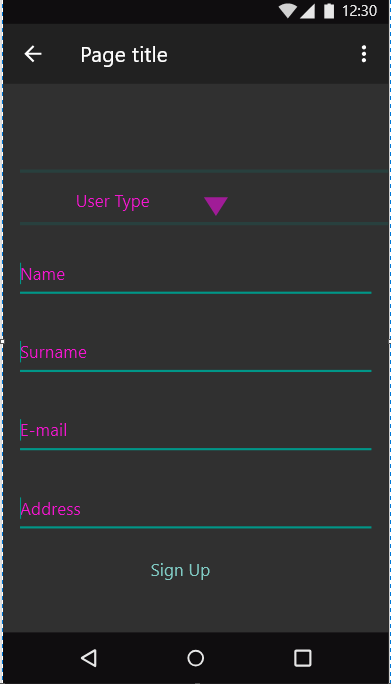 12:30
Page title
User Type
Name
Surname
E-mail
Address
Sign Up